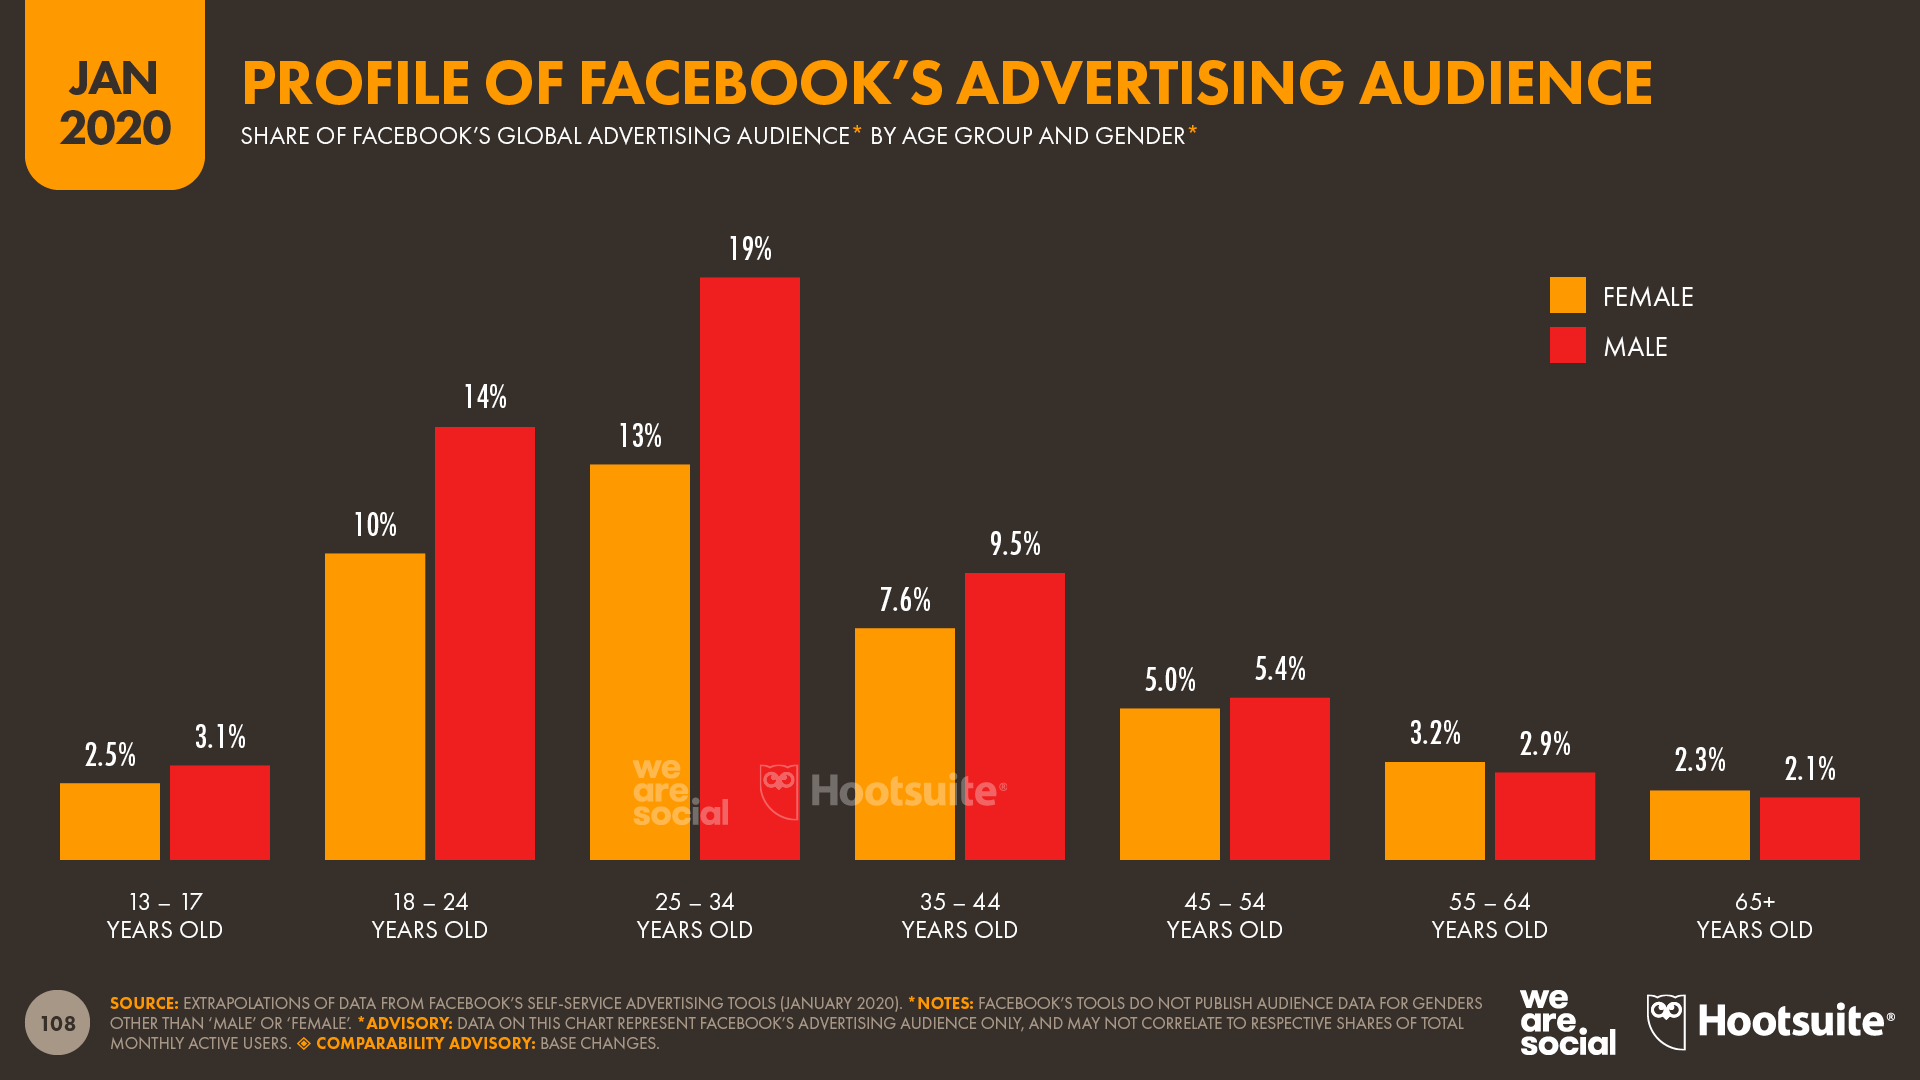 JAN
2020
PROFILE OF FACEBOOK’S ADVERTISING AUDIENCE
SHARE OF FACEBOOK’S GLOBAL ADVERTISING AUDIENCE* BY AGE GROUP AND GENDER*
FEMALE
MALE
2.5%
3.1%
10%
14%
13%
19%
7.6%
9.5%
5.0%
5.4%
3.2%
2.9%
2.3%
2.1%
we
are
social
Hootsuite®
13 – 17
YEARS OLD
18 – 24
YEARS OLD
25 – 34
YEARS OLD
35 – 44
YEARS OLD
45 – 54
YEARS OLD
55 – 64
YEARS OLD
65+
YEARS OLD
108
SOURCE: EXTRAPOLATIONS OF DATA FROM FACEBOOK’S SELF-SERVICE ADVERTISING TOOLS (JANUARY 2020). *NOTES: FACEBOOK’S TOOLS DO NOT PUBLISH AUDIENCE DATA FOR GENDERS
OTHER THAN ‘MALE’ OR ‘FEMALE’. *ADVISORY: DATA ON THIS CHART REPRESENT FACEBOOK’S ADVERTISING AUDIENCE ONLY, AND MAY NOT CORRELATE TO RESPECTIVE SHARES OF TOTAL
MONTHLY ACTIVE USERS. ◈ COMPARABILITY ADVISORY: BASE CHANGES.
we
are
social
Hootsuite®